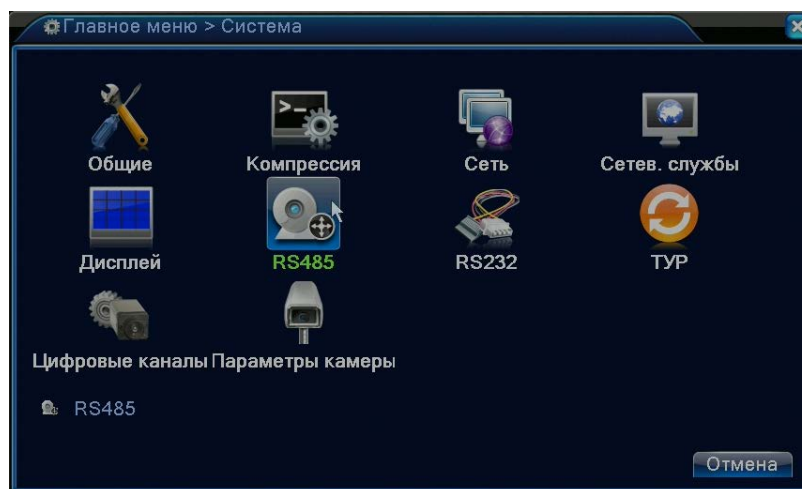 Главное меню > Система
Общие Компрессия Сеть Сетев. службы
Дисплей RS485 RS232 ТУР
Цифровые каналы Параметры камеры
RS485
Отмена